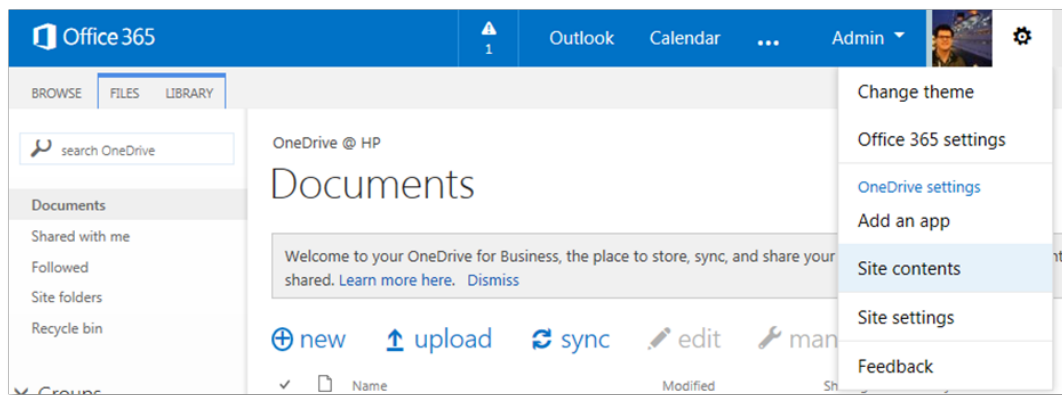 Office 365
1
Outlook Calendar ... Admin
BROWSE FILES LIBRARY
search OneDrive
Documents
Shared with me
Followed
Site folders
Recycle bin
Groups
OneDrive @ HP
Documents
Welcome to your OneDrive for Business, the place to store, sync, and share your
shared. Learn more here. Dismiss
new upload sync edit man
Name Modified Sh
Change theme
Office 365 settings
OneDrive settings
Add an app
Site contents
Site settings
Feedback